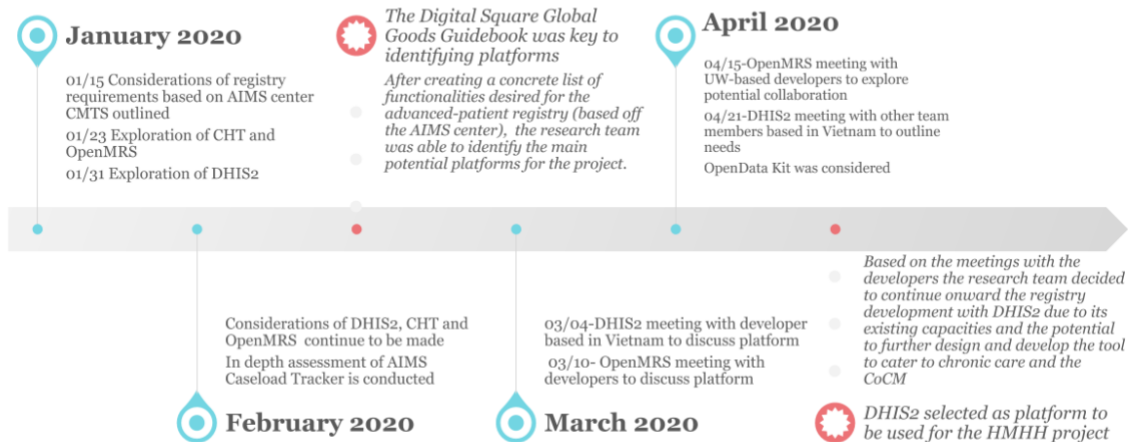 January 2020
01/15 Considerations of registry
requirements based on AIMS center
CMTS outlined
01/23 Exploration of CHT and
OpenMRS
01/31 Exploration of DHIS2
The Digital Square Global
Goods Guidebook was key to
identifying platforms
After creating a concrete list of
functionalities desired for the
advanced-patient registry (based off
the AIMS center), the research team
was able to identify the main
potential platforms for the project.
April 2020
04/15-OpenMRS meeting with
UW-based developers to explore
potential collaboration
04/21-DHIS2 meeting with other team
members based in Vietnam to outline
needs
OpenData Kit was considered
Considerations of DHIS2, CHT and
OpenMRS continue to be made
In depth assessment of AIMS
Caseload Tracker is conducted
February 2020
03/04-DHIS2 meeting with developer
based in Vietnam to discuss platform
03/10- OpenMRS meeting with
developers to discuss platform
March 2020
Based on the meetings with the
developers the research team decided
to continue onward the registry
development with DHIS2 due to its
existing capacities and the potential
to further design and develop the tool
to cater to chronic care and the
CoCM
DHIS2 selected as platform to
be used for the HMHH project